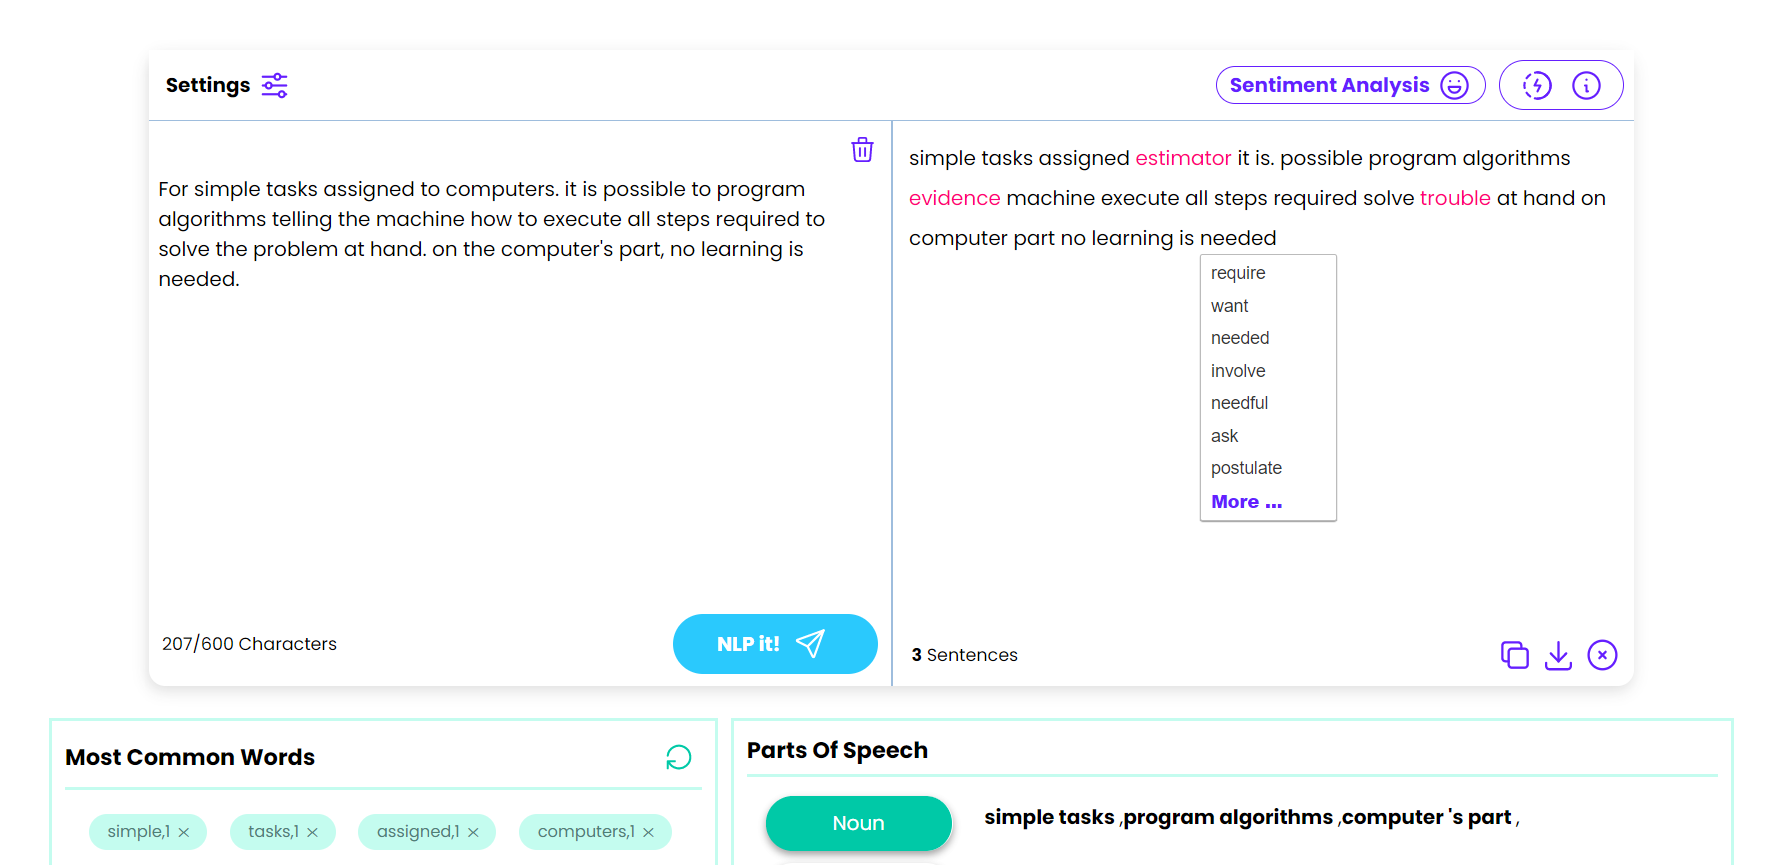 Settings
Sentiment Analysis
For simple tasks assigned to computers. it is possible to program
algorithms telling the machine how to execute all steps required to
solve the problem at hand. on the computer's part, no learning is
needed.
207/600 Characters
NLP it!
simple tasks assigned estimator it is. possible program algorithms
evidence machine execute all steps required solve trouble at hand on
computer part no learning is needed
require
want
needed
involve
needful
ask
postulate
More ...
3 Sentences
Most Common Words
simple,1
tasks,1
assigned,1
computers,1
Parts Of Speech
Noun
simple tasks ,program algorithms ,computer 's part ,